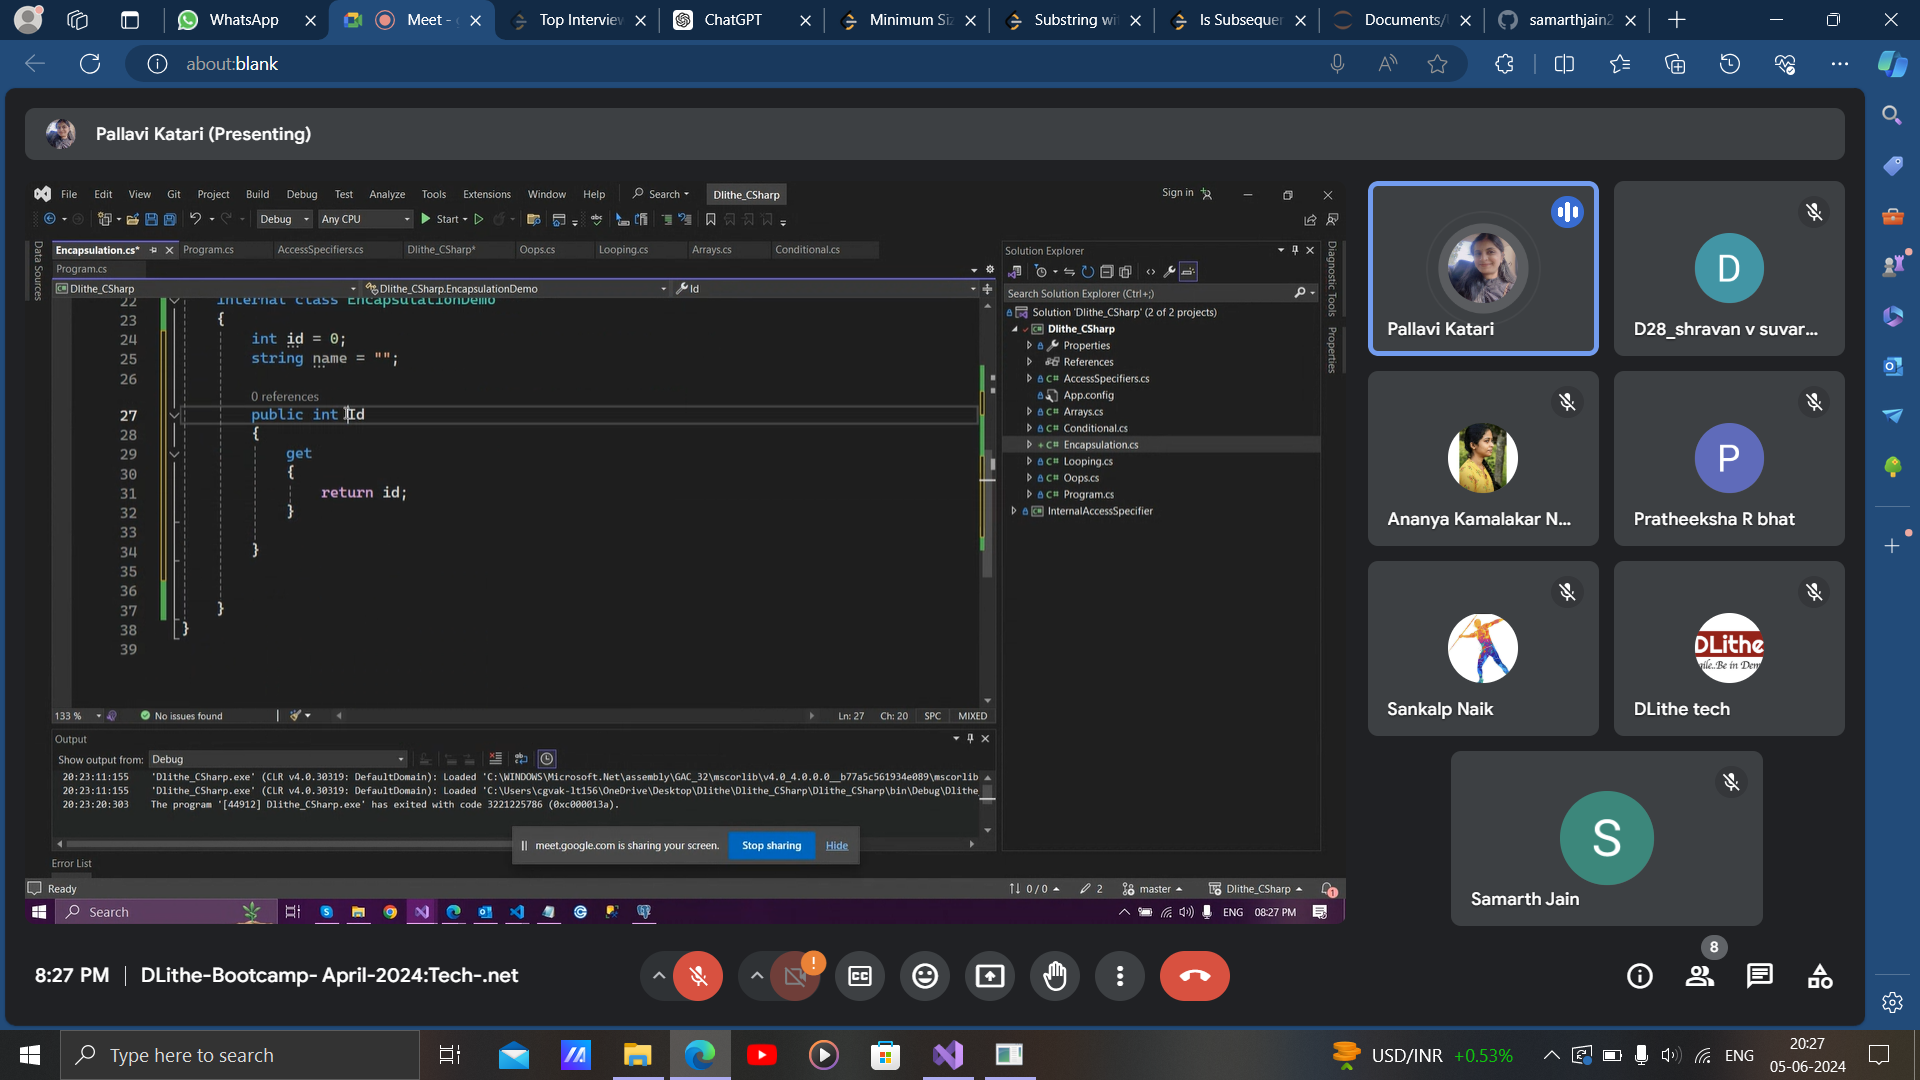 WhatsApp
Meet -
Top Interview
ChatGPT
Minimum Si
Substring wi
Is Subseque
Documents/
samarthjain2
about:blank
Pallavi Katari (Presenting)
File Edit View Git Project Build Debug Test Analyze Tools Extensions Window Help Search Dlithe_CSharp Sign in
Debug Any CPU Start
Data Sources
Encapsulation.cs* Program.cs AccessSpecifiers.cs Dlithe_CSharp* Oops.cs Looping.cs Arrays.cs Conditional.cs
Program.cs
Dlithe_CSharp Dlithe_CSharp.EncapsulationDemo Id
22 internal class EncapsulationDemo
23 {
24 int id = 0;
25 string name = "";
26
0 references
27 public int Id
28 {
29 get
30 {
31 return id;
32 }
33
34 }
35
36
37 }
38 }
39
133 % No issues found Ln: 27 Ch: 20 SPC MIXED
Output
Show output from: Debug
20:23:11:155 'Dlithe_CSharp.exe' (CLR v4.0.30319: DefaultDomain): Loaded 'C:\WINDOWS\Microsoft.Net\assembly\GAC_32\mscorlib\v4.0_4.0.0.0__b77a5c561934e089\mscorlib
20:23:11:155 'Dlithe_CSharp.exe' (CLR v4.0.30319: DefaultDomain): Loaded 'C:\Users\cgvak-lt156\OneDrive\Desktop\Dlithe\Dlithe_CSharp\Dlithe_CSharp\bin\Debug\Dlithe_
20:23:20:303 The program '[44912] Dlithe_CSharp.exe' has exited with code 3221225786 (0xc000013a).
meet.google.com is sharing your screen. Stop sharing Hide
Error List
Ready 0 / 0 2 master Dlithe_CSharp 1
Search ENG 08:27 PM
Solution Explorer
Search Solution Explorer (Ctrl+;)
Solution 'Dlithe_CSharp' (2 of 2 projects)
Dlithe_CSharp
Properties
References
C# AccessSpecifiers.cs
App.config
C# Arrays.cs
C# Conditional.cs
C# Encapsulation.cs
C# Looping.cs
C# Oops.cs
C# Program.cs
InternalAccessSpecifier
Diagnostic Tools
Properties
Pallavi Katari
D
D28_shravan v suvar...
Ananya Kamalakar N...
P
Pratheeksha R bhat
Sankalp Naik
DLithe
DLithe tech
S
Samarth Jain
8:27 PM DLithe-Bootcamp- April-2024:Tech-.net
CC
8
Type here to search
USD/INR +0.53%
ENG
20:27
05-06-2024